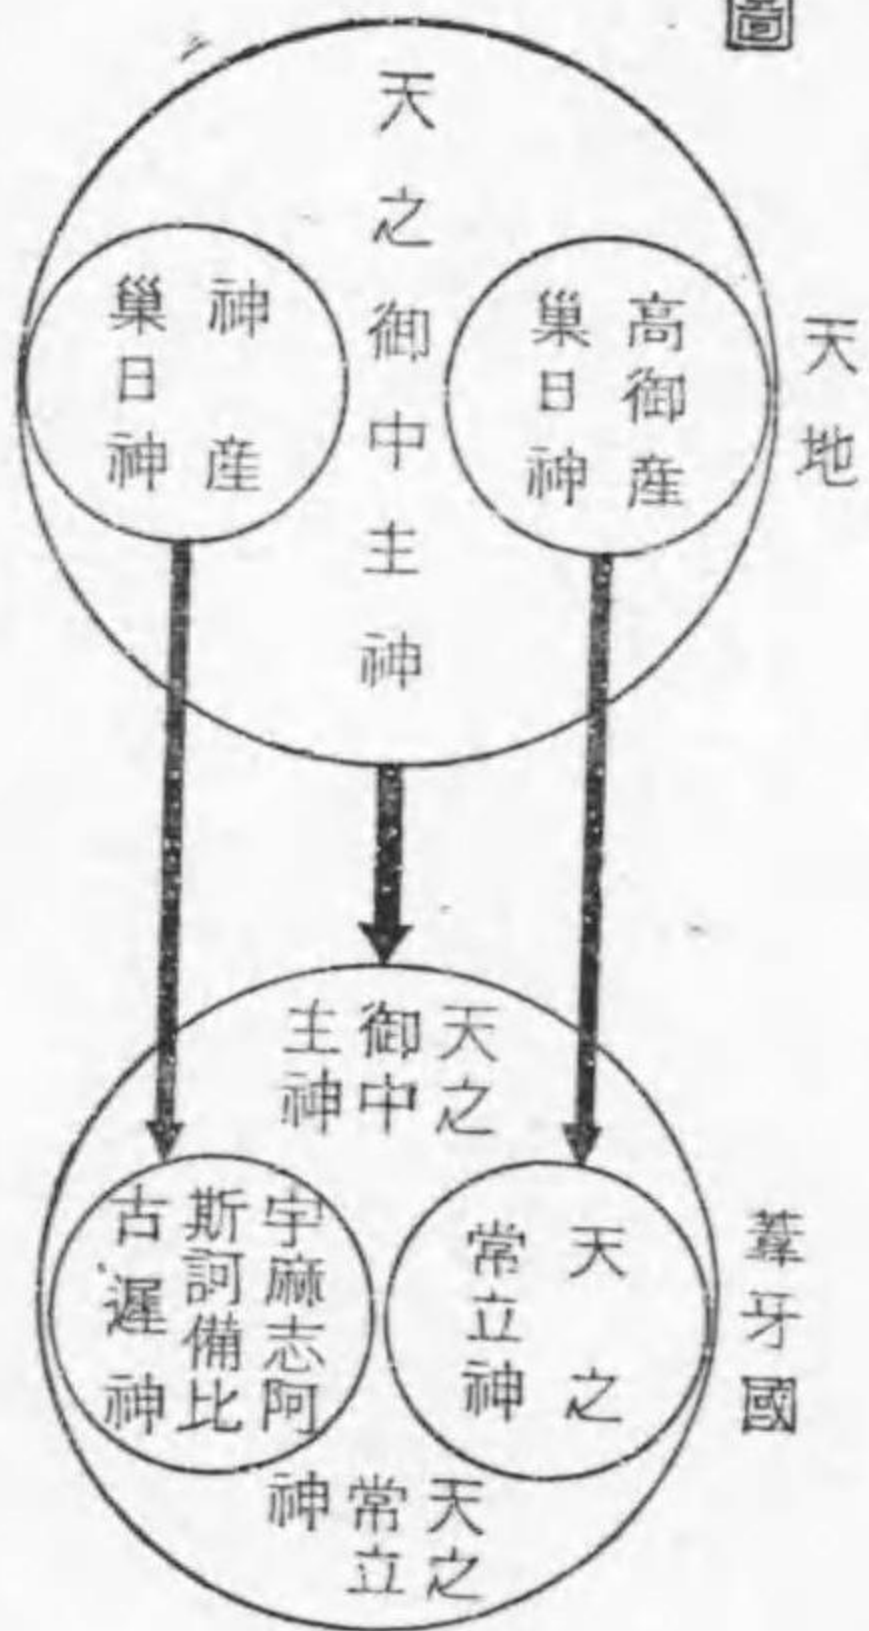 圖
天地
高御産
巣日神
天之御中主神
神産
巣日神
葦牙國
天之
御中
主神
天之
常立神
宇麻志阿
斯訶備比
古遲神
天之
常立
神